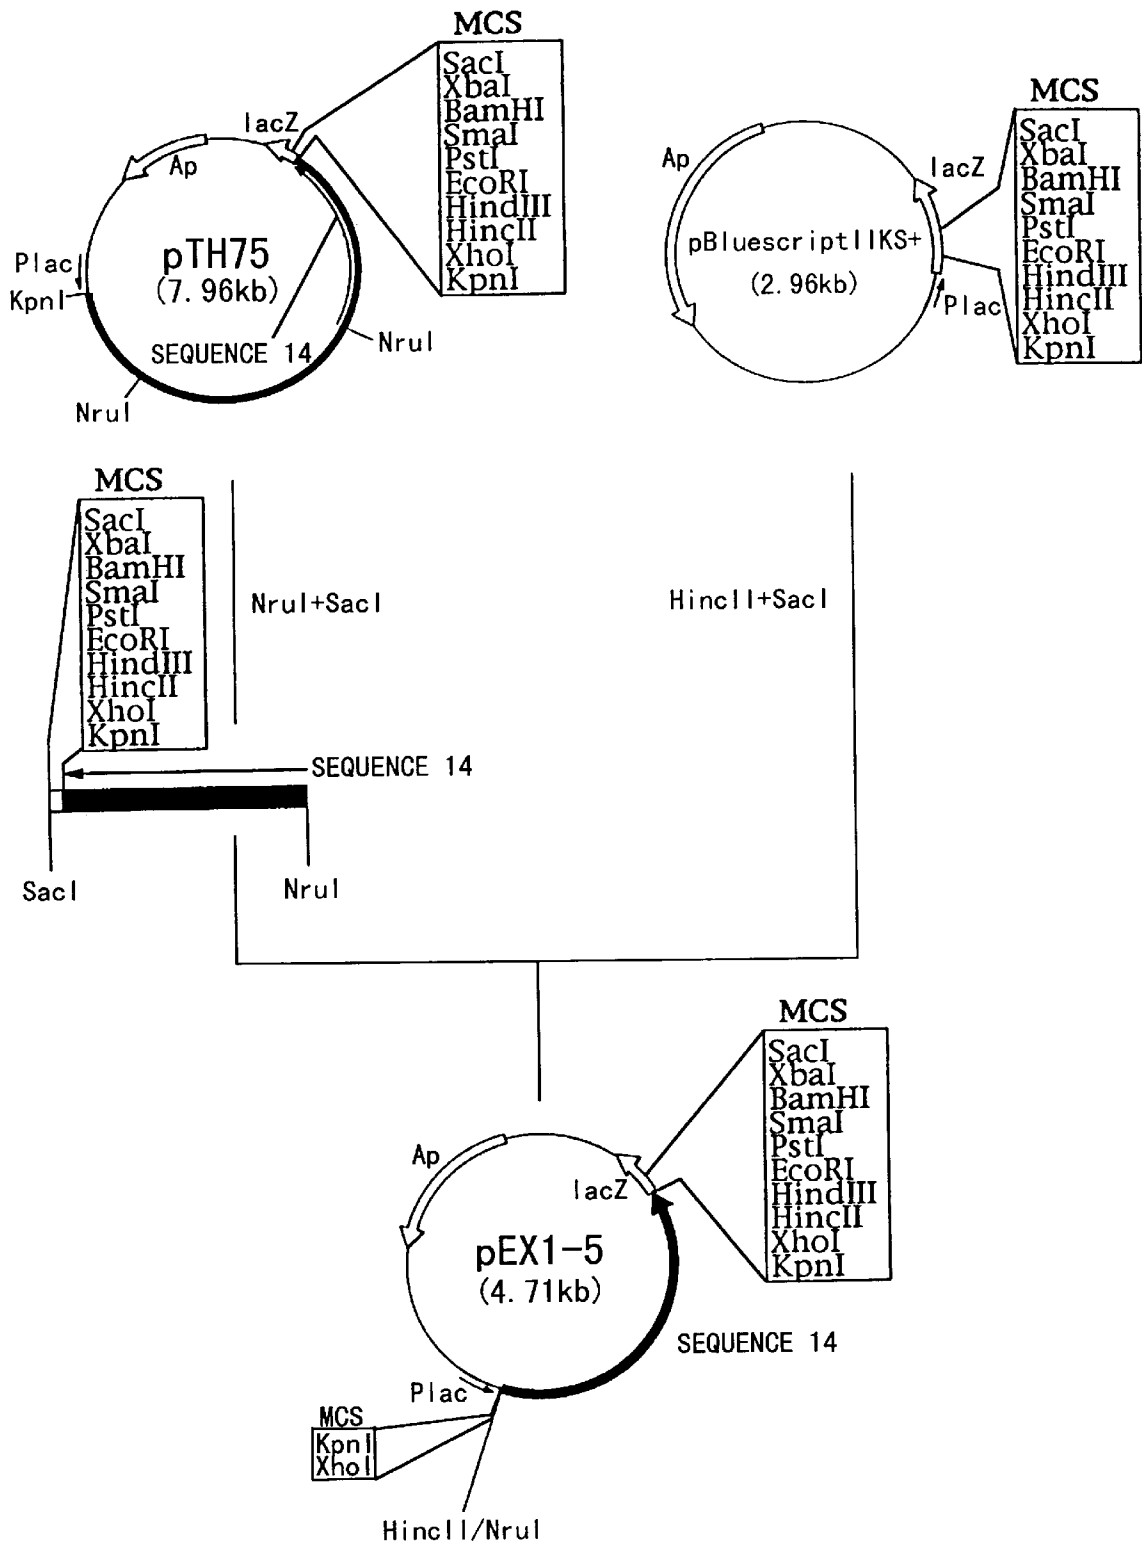 MCS
SacI
XbaI
BamHI
SmaI
PstI
EcoRI
HindIII
HincII
XhoI
KpnI
lacZ
Ap
pTH75
(7.96kb)
Plac
KpnI
SEQUENCE 14
NruI
NruI
MCS
SacI
XbaI
BamHI
SmaI
PstI
EcoRI
HindIII
HincII
XhoI
KpnI
Ap
lacZ
pBluescriptIIKS+
(2.96kb)
Plac
MCS
SacI
XbaI
BamHI
SmaI
PstI
EcoRI
HindIII
HincII
XhoI
KpnI
NruI+SacI
HincII+SacI
SEQUENCE 14
SacI
NruI
MCS
SacI
XbaI
BamHI
SmaI
PstI
EcoRI
HindIII
HincII
XhoI
KpnI
Ap
lacZ
pEX1-5
(4.71kb)
SEQUENCE 14
Plac
MCS
KpnI
XhoI
HincII/NruI